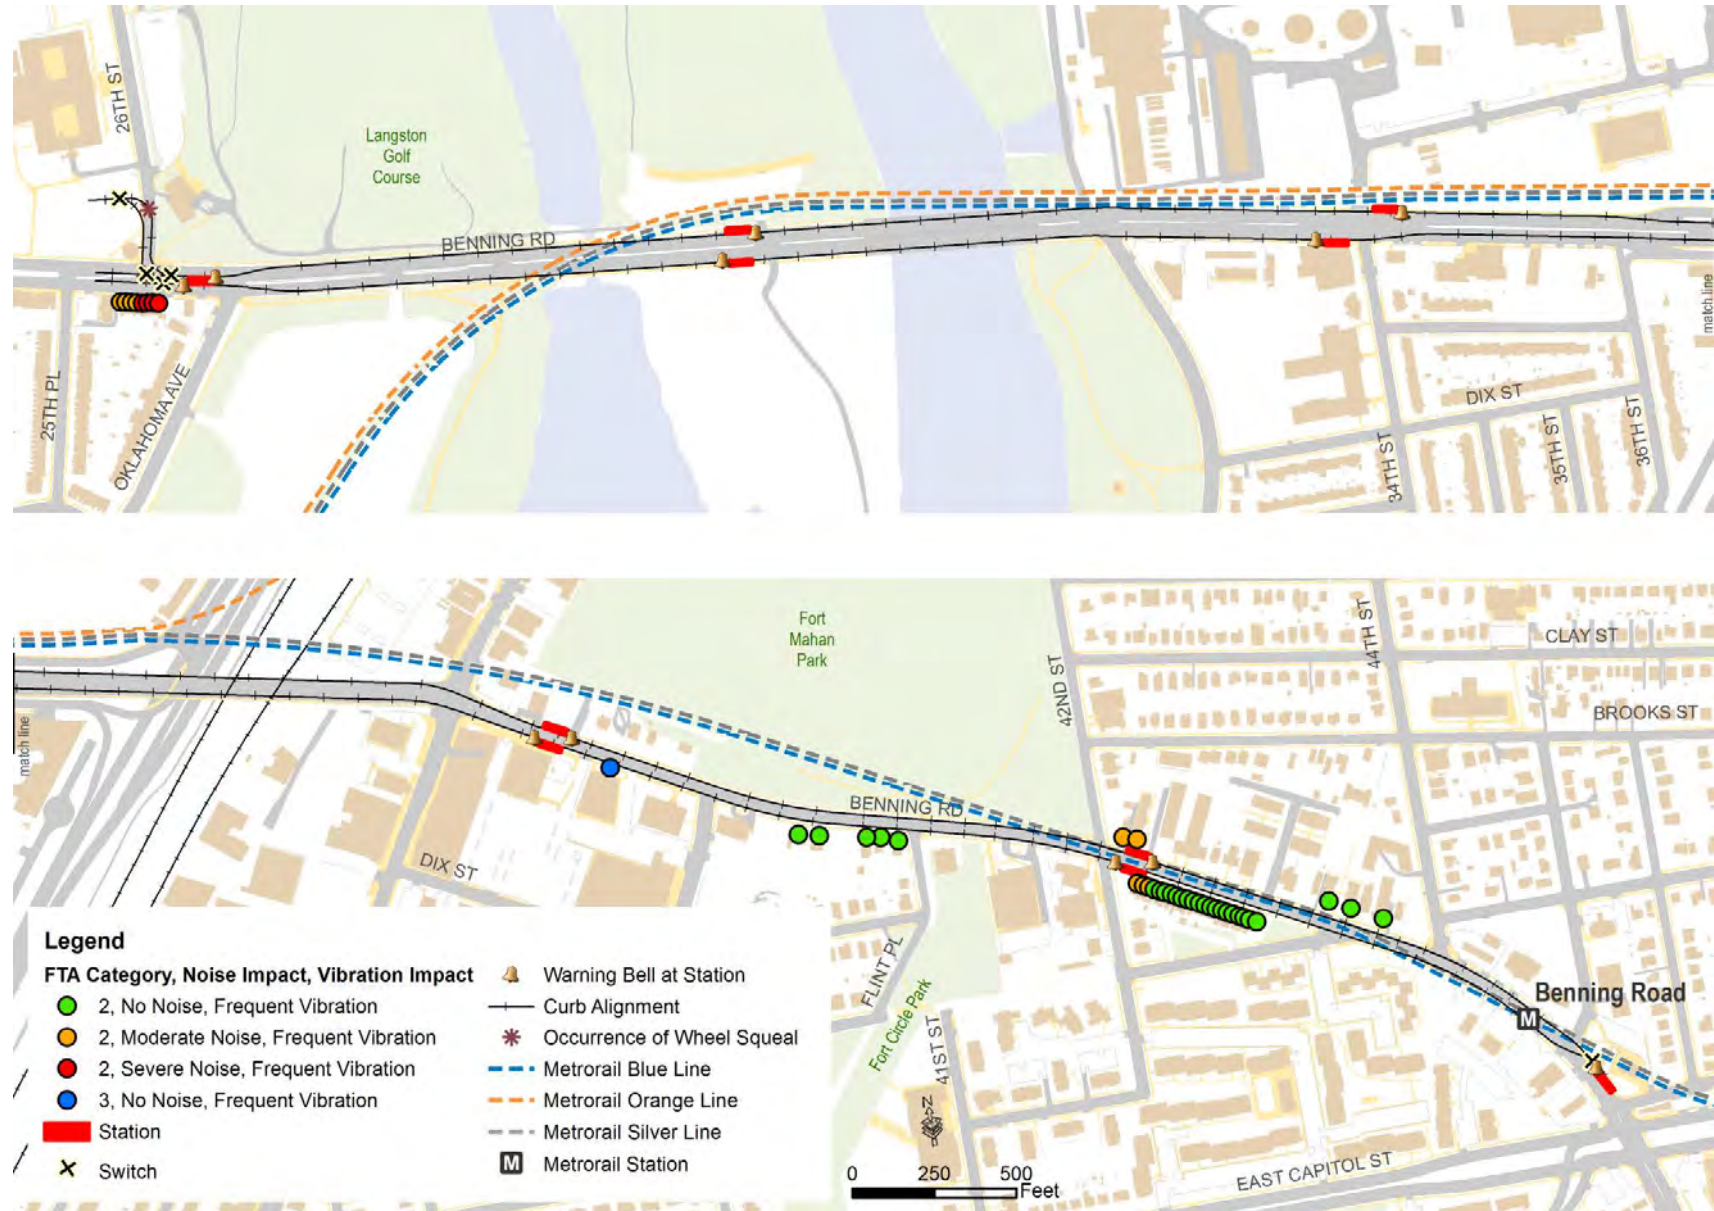 26TH ST
Langston
Golf
Course
BENNING RD
25TH PL
OKLAHOMA AVE
DIX ST
34TH ST
35TH ST
36TH ST
match line
match line
Fort
Mahan
Park
42ND ST
44TH ST
CLAY ST
BROOKS ST
BENNING RD
DIX ST
FLINT PL
Fort Circle Park
41ST ST
Benning Road
M
EAST CAPITOL ST
N
0 250 500
Feet
Legend
FTA Category, Noise Impact, Vibration Impact
2, No Noise, Frequent Vibration
2, Moderate Noise, Frequent Vibration
2, Severe Noise, Frequent Vibration
3, No Noise, Frequent Vibration
Station
Switch
Warning Bell at Station
Curb Alignment
Occurrence of Wheel Squeal
Metrorail Blue Line
Metrorail Orange Line
Metrorail Silver Line
M Metrorail Station